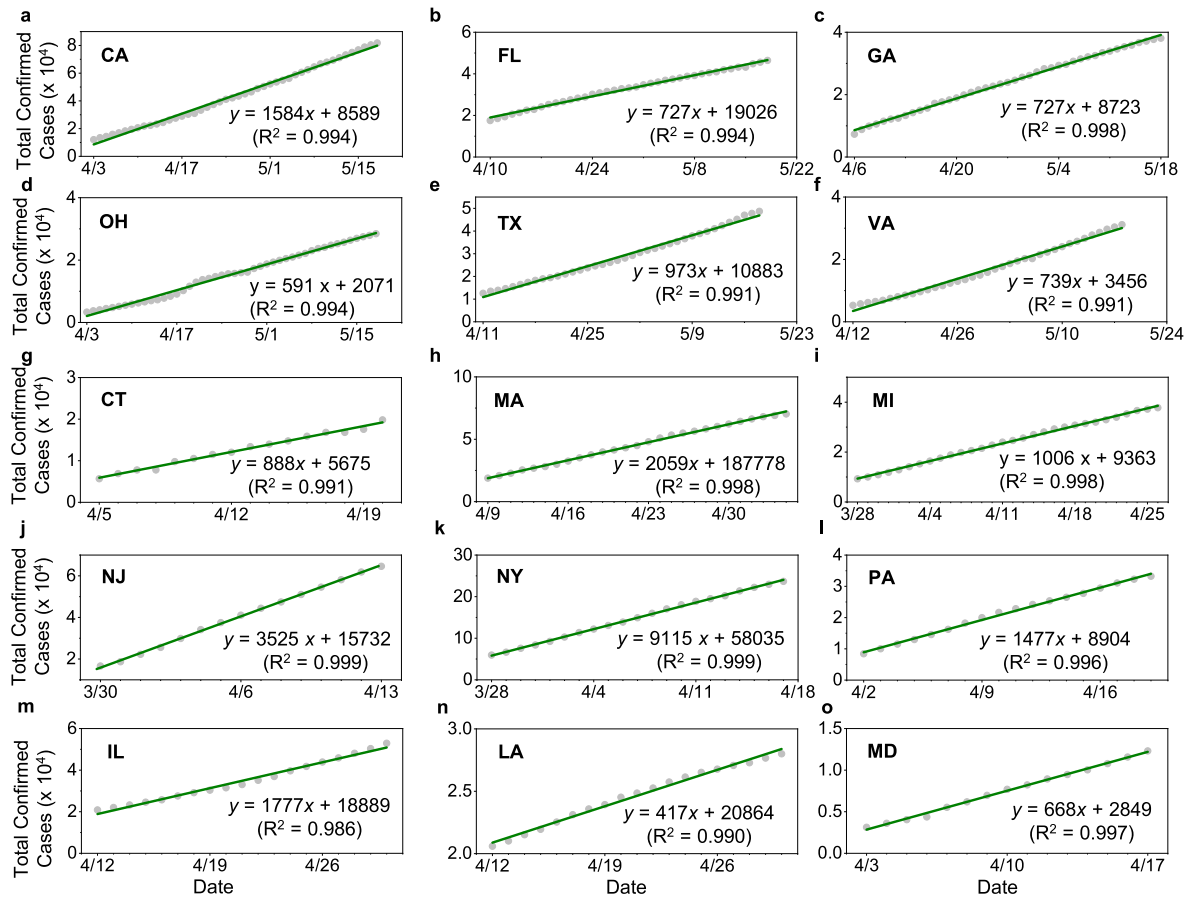 a
b
c
Total Confirmed
Cases (x 10⁴)
8
6
4
2
0
CA
y = 1584x + 8589
(R² = 0.994)
4/3
4/17
5/1
5/15
6
4
2
0
FL
y = 727x + 19026
(R² = 0.994)
4/10
4/24
5/8
5/22
4
2
0
GA
y = 727x + 8723
(R² = 0.998)
4/6
4/20
5/4
5/18
d
e
f
Total Confirmed
Cases (x 10⁴)
4
2
0
OH
y = 591 x + 2071
(R² = 0.994)
4/3
4/17
5/1
5/15
5
4
3
2
1
0
TX
y = 973x + 10883
(R² = 0.991)
4/11
4/25
5/9
5/23
4
2
0
VA
y = 739x + 3456
(R² = 0.991)
4/12
4/26
5/10
5/24
g
h
i
Total Confirmed
Cases (x 10⁴)
3
2
1
0
CT
y = 888x + 5675
(R² = 0.991)
4/5
4/12
4/19
10
5
0
MA
y = 2059x + 187778
(R² = 0.998)
4/9
4/16
4/23
4/30
4
2
0
MI
y = 1006 x + 9363
(R² = 0.998)
3/28
4/4
4/11
4/18
4/25
j
k
l
Total Confirmed
Cases (x 10⁴)
6
4
2
NJ
y = 3525 x + 15732
(R² = 0.999)
3/30
4/6
4/13
30
20
10
0
NY
y = 9115 x + 58035
(R² = 0.999)
3/28
4/4
4/11
4/18
4
3
2
1
0
PA
y = 1477x + 8904
(R² = 0.996)
4/2
4/9
4/16
m
n
o
Total Confirmed
Cases (x 10⁴)
6
4
2
0
IL
y = 1777x + 18889
(R² = 0.986)
4/12
4/19
4/26
Date
3.0
2.5
2.0
LA
y = 417x + 20864
(R² = 0.990)
4/12
4/19
4/26
Date
1.5
1.0
0.5
0.0
MD
y = 668x + 2849
(R² = 0.997)
4/3
4/10
4/17
Date